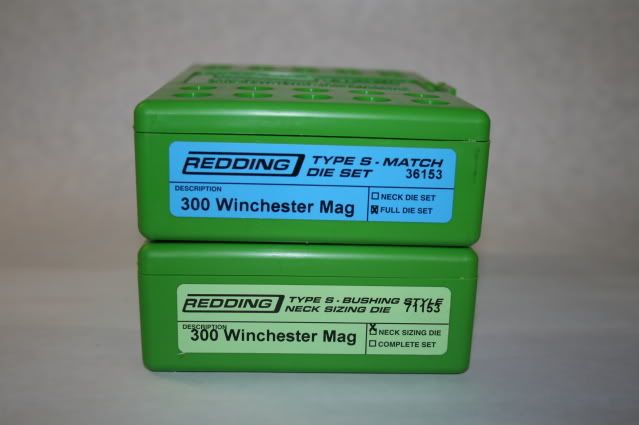 REDDING TYPE S - MATCH
DIE SET 36153
DESCRIPTION
300 Winchester Mag
☐ NECK DIE SET
☒ FULL DIE SET
REDDING TYPE S - BUSHING STYLE
NECK SIZING DIE 71153
DESCRIPTION
300 Winchester Mag
☒ NECK SIZING DIE
☐ COMPLETE SET